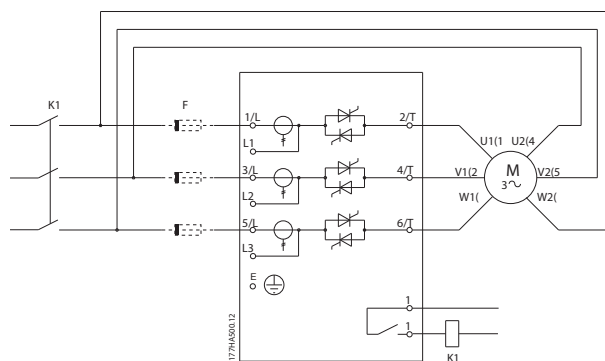 K1
F
1/L
2/T
L1
3/L
4/T
L2
5/L
6/T
L3
E
U1(1
U2(4
V1(2
M
3~
V2(5
W1(
W2(
1
1
K1
177HA500.12